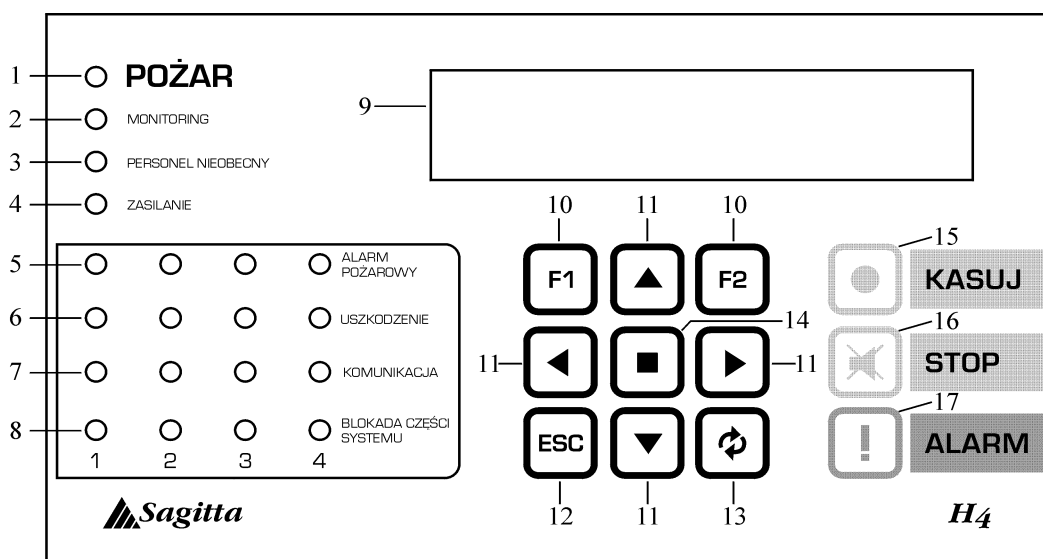 1 POŻAR
2 MONITORING
3 PERSONEL NIEOBECNY
4 ZASILANIE
9
5 ALARM
POŻAROWY
6 USZKODZENIE
7 KOMUNIKACJA
8 BLOKADA CZĘŚCI
SYSTEMU
1 2 3 4
10 11 10
F1 F2
14
11 11
ESC
12 11 13
15
KASUJ
16
STOP
17
! ALARM
Sagitta
H4